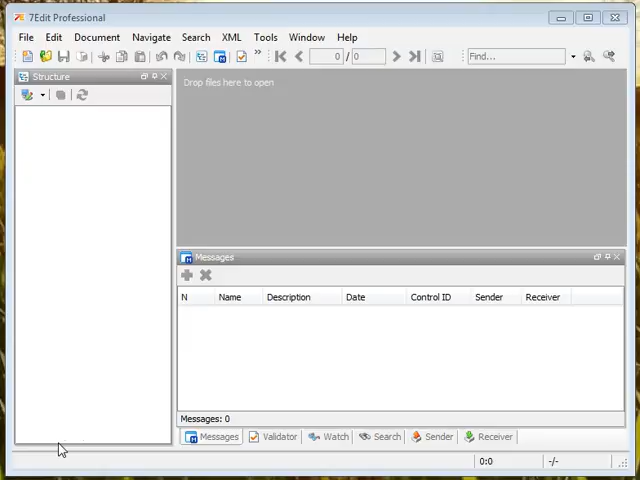 7Edit Professional
File Edit Document Navigate Search XML Tools Window Help
» 0 / 0 Find...
Structure
Drop files here to open
Messages
N Name Description Date Control ID Sender Receiver
Messages: 0
Messages Validator Watch Search Sender Receiver
0:0 -/-